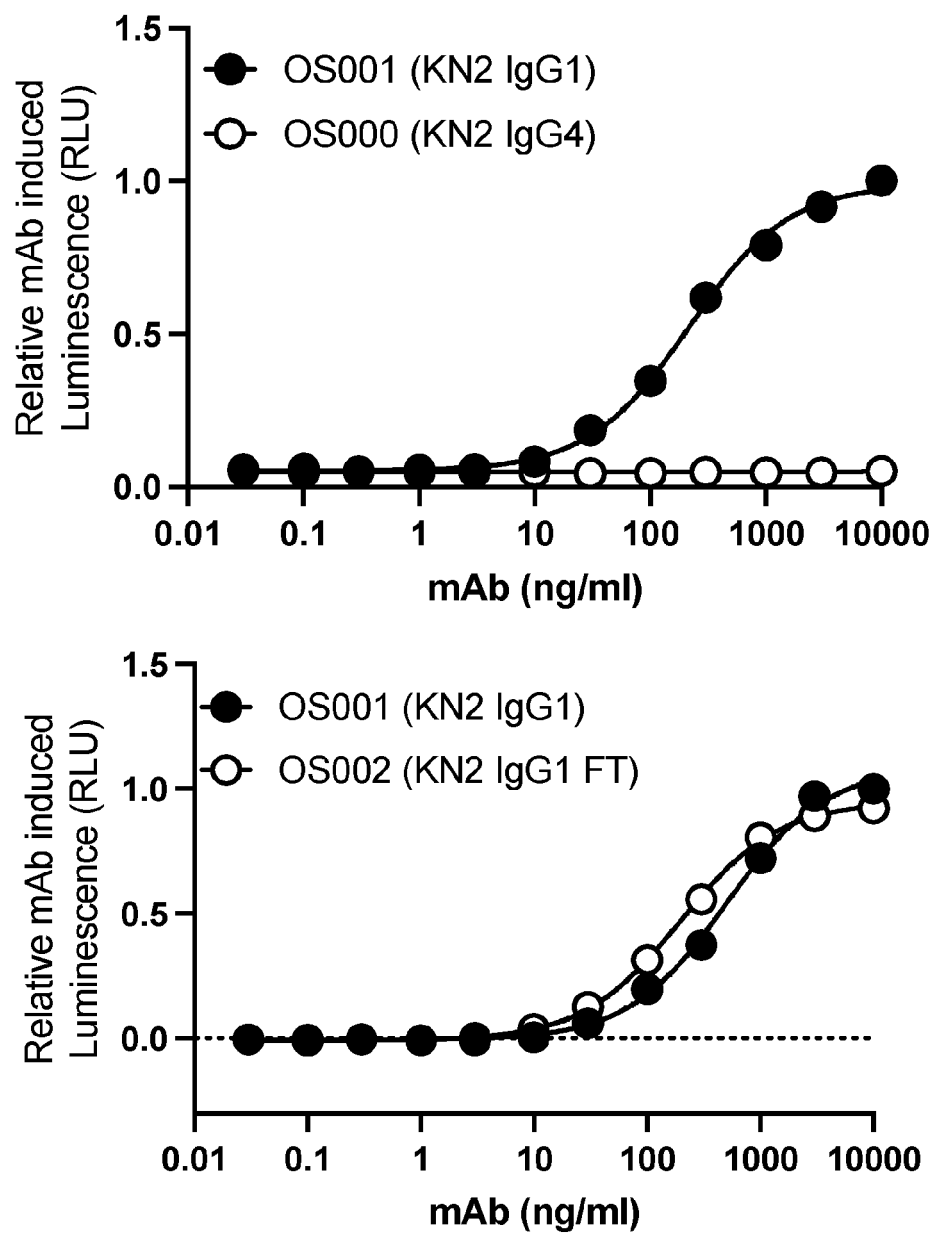 1.5
OS001 (KN2 IgG1)
OS000 (KN2 IgG4)
1.0
0.5
0.0
Relative mAb induced
Luminescence (RLU)
0.01 0.1 1 10 100 1000 10000
mAb (ng/ml)
1.5
OS001 (KN2 IgG1)
OS002 (KN2 IgG1 FT)
1.0
0.5
0.0
Relative mAb induced
Luminescence (RLU)
0.01 0.1 1 10 100 1000 10000
mAb (ng/ml)